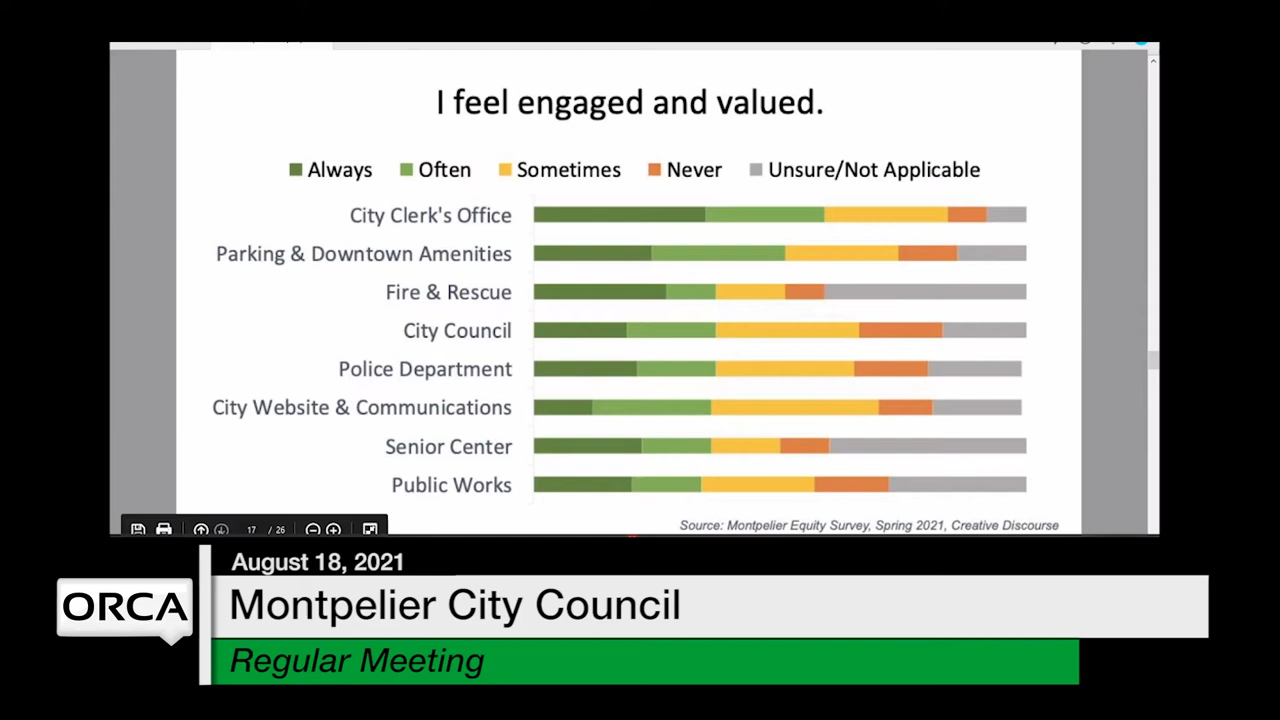 I feel engaged and valued.
Always Often Sometimes Never Unsure/Not Applicable
City Clerk's Office
Parking & Downtown Amenities
Fire & Rescue
City Council
Police Department
City Website & Communications
Senior Center
Public Works
Source: Montpelier Equity Survey, Spring 2021, Creative Discourse
17 / 26
August 18, 2021
ORCA
Montpelier City Council
Regular Meeting